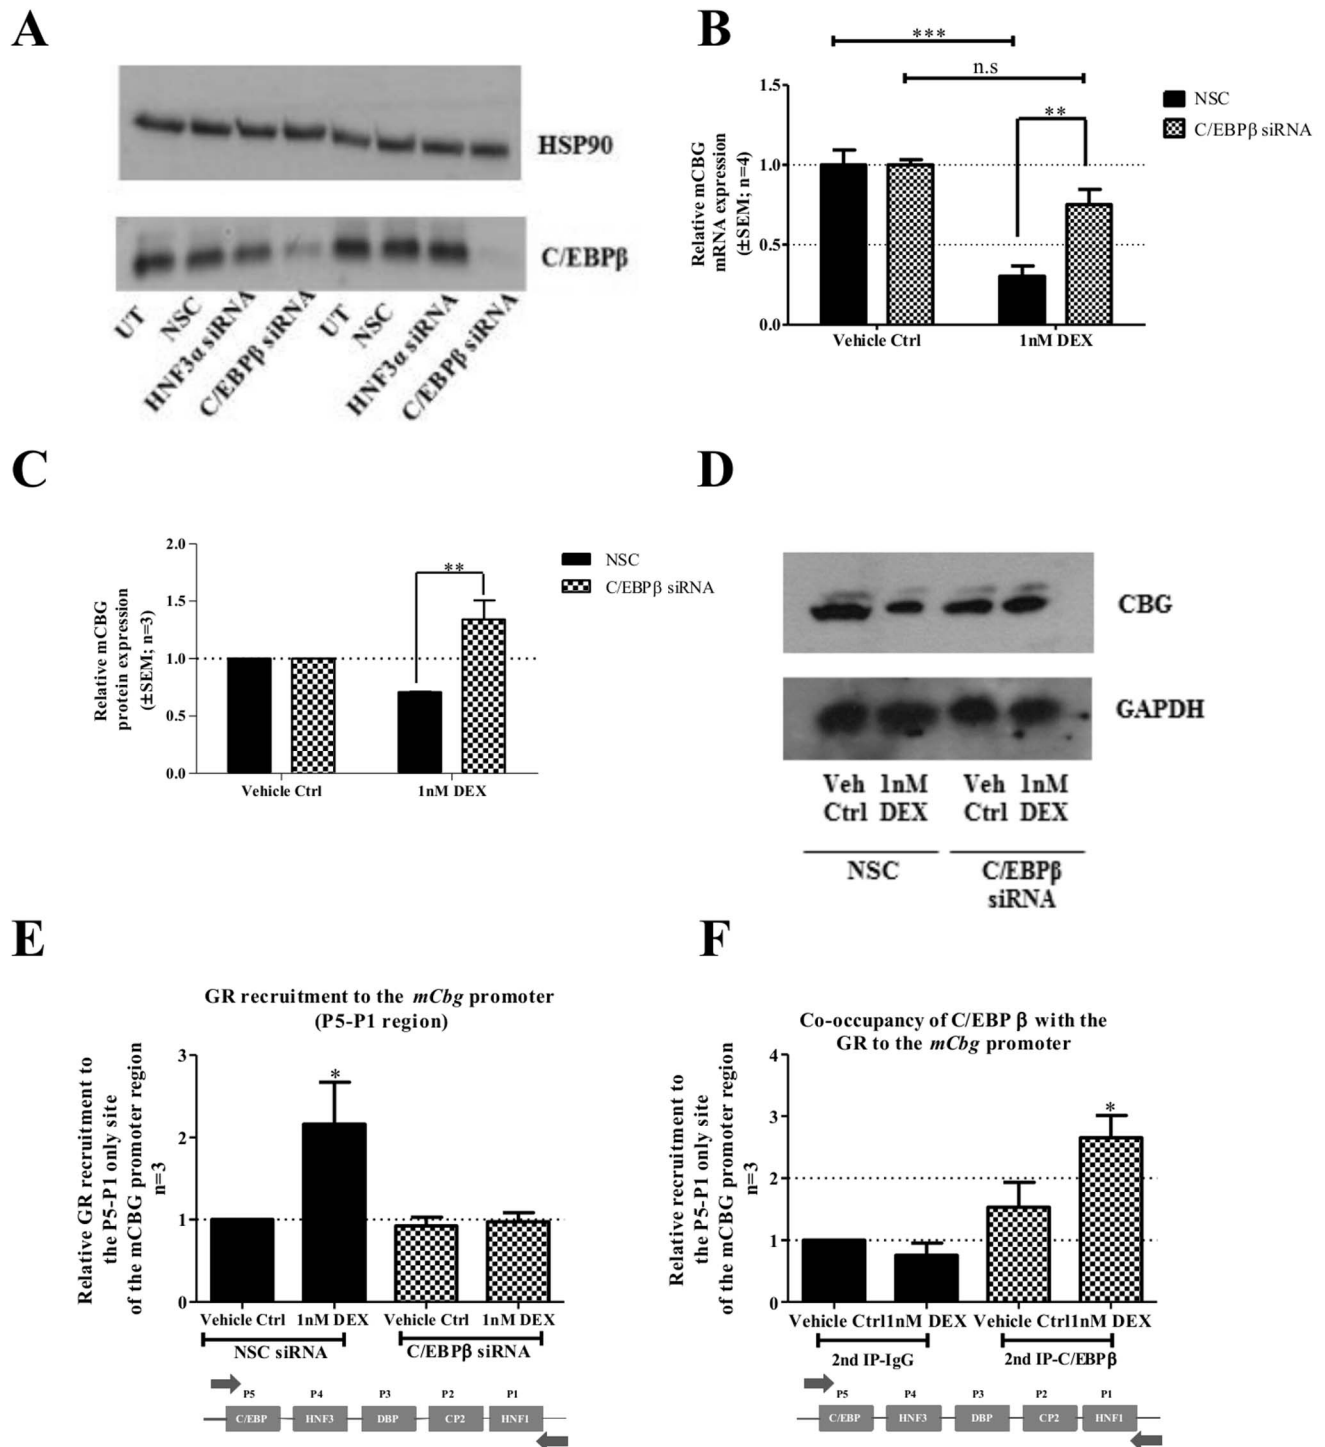 A
HSP90
C/EBPβ
UT
NSC
HNF3α siRNA
C/EBPβ siRNA
UT
NSC
HNF3α siRNA
C/EBPβ siRNA
B
***
n.s
**
NSC
C/EBPβ siRNA
Relative mCBG
mRNA expression
(±SEM; n=4)
1.5
1.0
0.5
0.0
Vehicle Ctrl
1nM DEX
C
**
NSC
C/EBPβ siRNA
Relative mCBG
protein expression
(±SEM; n=3)
2.0
1.5
1.0
0.5
0.0
Vehicle Ctrl
1nM DEX
D
CBG
GAPDH
Veh 1nM Veh 1nM
Ctrl DEX Ctrl DEX
NSC
C/EBPβ
siRNA
E
GR recruitment to the mCbg promoter
(P5-P1 region)
Relative GR recruitment to
the P5-P1 only site
of the mCBG promoter region
n=3
3
2
1
0
*
Vehicle Ctrl 1nM DEX Vehicle Ctrl 1nM DEX
NSC siRNA
C/EBPβ siRNA
P5 P4 P3 P2 P1
C/EBP HNF3 DBP CP2 HNF1
F
Co-occupancy of C/EBP β with the
GR to the mCbg promoter
Relative recruitment to
the P5-P1 only site
of the mCBG promoter region
n=3
4
3
2
1
0
*
Vehicle Ctrl1nM DEX Vehicle Ctrl1nM DEX
2nd IP-IgG
2nd IP-C/EBPβ
P5 P4 P3 P2 P1
C/EBP HNF3 DBP CP2 HNF1